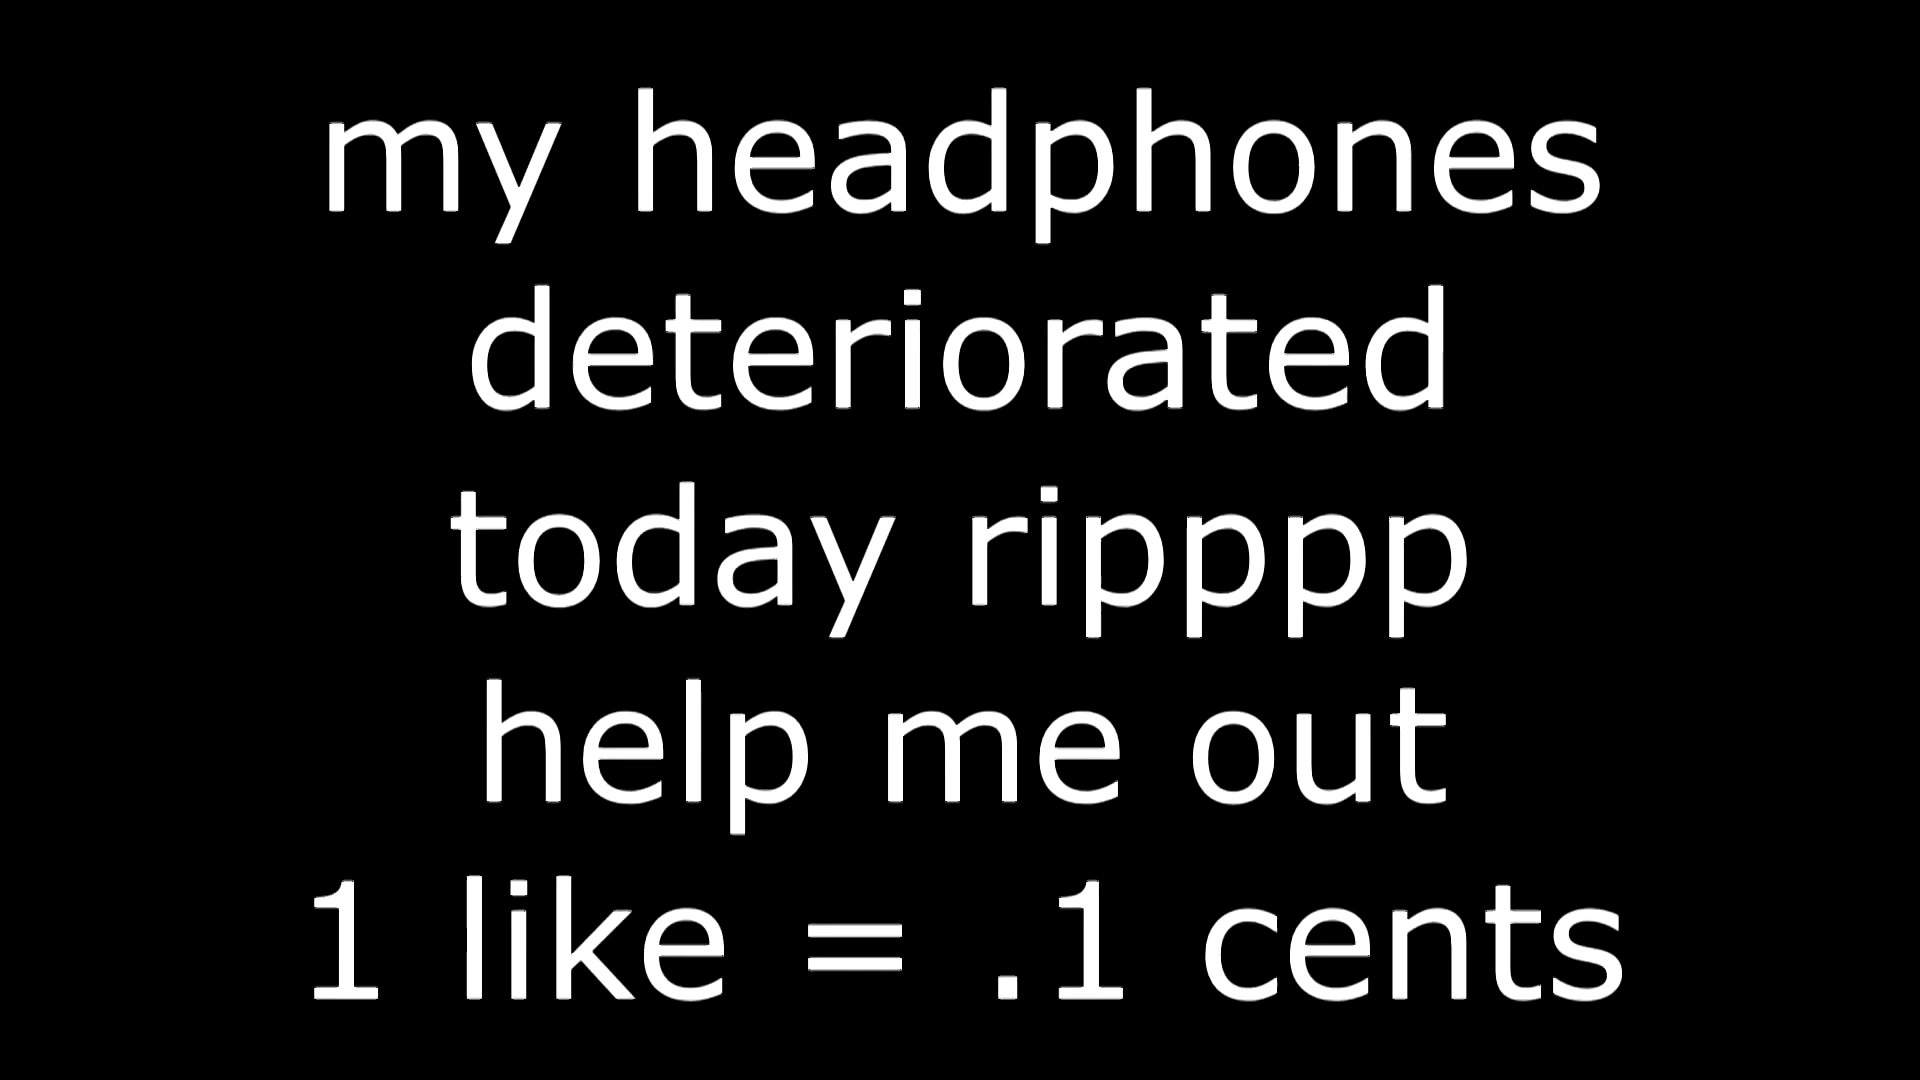 my headphones
deteriorated
today ripppp
help me out
1 like = .1 cents